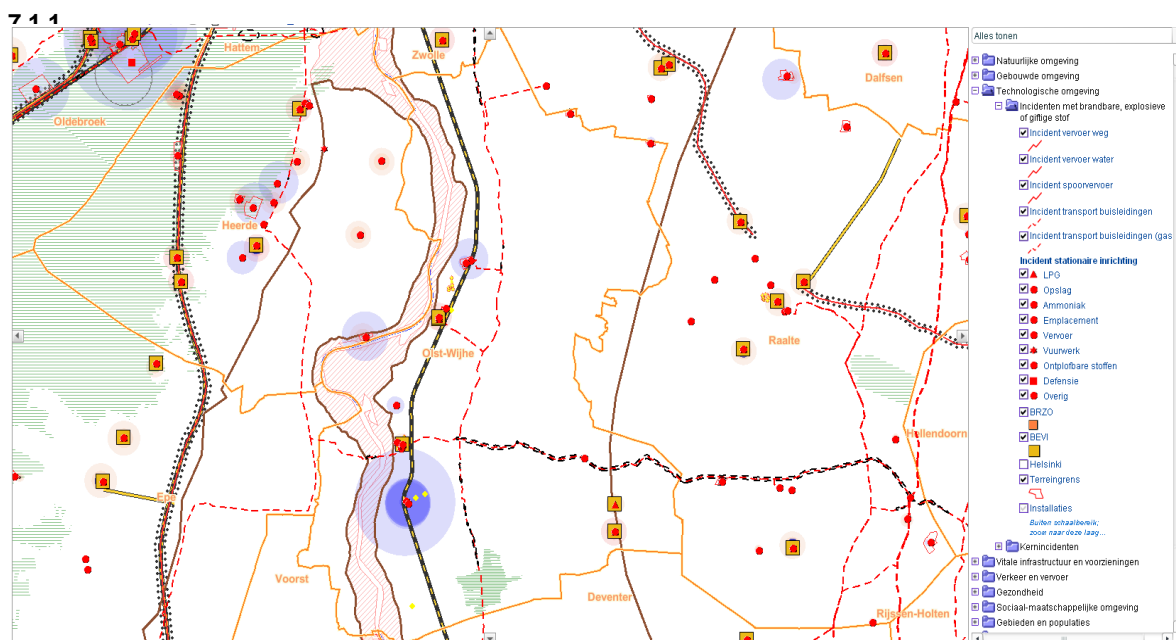 7.1.1
Hattem
Zwolle
Dalfsen
Oldebroek
Heerde
Olst-Wijhe
Raalte
Hellendoorn
Epe
Voorst
Deventer
Rijssen-Holten
Alles tonen
Natuurlijke omgeving
Gebouwde omgeving
Technologische omgeving
Incidenten met brandbare, explosieve
of giftige stof
Incident vervoer weg
Incident vervoer water
Incident spoorvervoer
Incident transport buisleidingen
Incident transport buisleidingen (gas
Incident stationaire inrichting
LPG
Opslag
Ammoniak
Emplacement
Vervoer
Vuurwerk
Ontplofbare stoffen
Defensie
Overig
BRZO
BEVI
Helsinki
Terreingrens
Installaties
Buiten schaalbereik;
zoom naar deze laag...
Kernincidenten
Vitale infrastructuur en voorzieningen
Verkeer en vervoer
Gezondheid
Sociaal-maatschappelijke omgeving
Gebieden en populaties